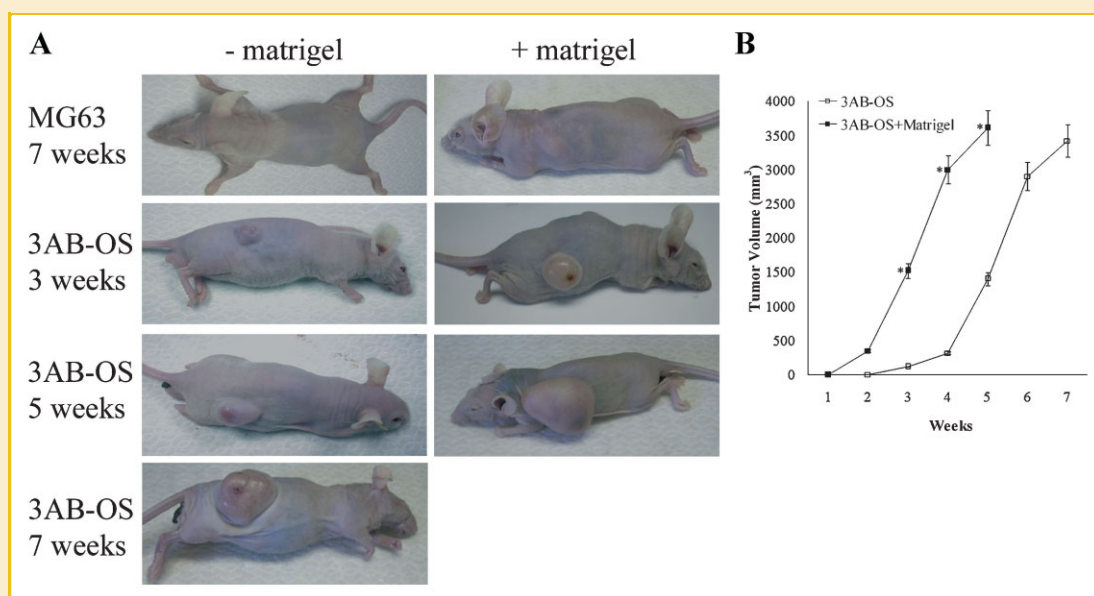 A
- matrigel
+ matrigel
MG63
7 weeks
3AB-OS
3 weeks
3AB-OS
5 weeks
3AB-OS
7 weeks
B
3AB-OS
3AB-OS+Matrigel
Tumor Volume (mm³)
4000
3500
3000
2500
2000
1500
1000
500
0
*
*
*
1 2 3 4 5 6 7
Weeks